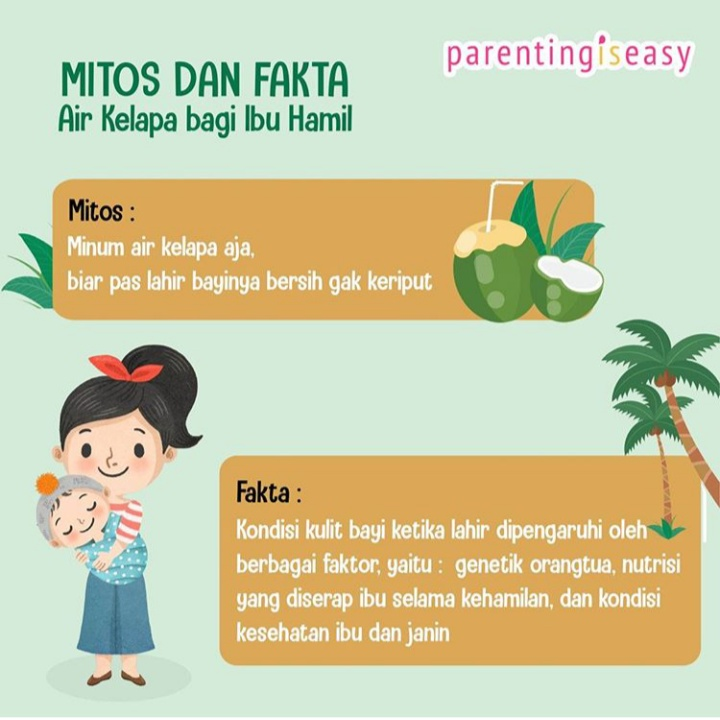 parentingiseasy
MITOS DAN FAKTA
Air Kelapa bagi Ibu Hamil
Mitos :
Minum air kelapa aja,
biar pas lahir bayinya bersih gak keriput
Fakta :
Kondisi kulit bayi ketika lahir dipengaruhi oleh
berbagai faktor, yaitu : genetik orangtua, nutrisi
yang diserap ibu selama kehamilan, dan kondisi
kesehatan ibu dan janin